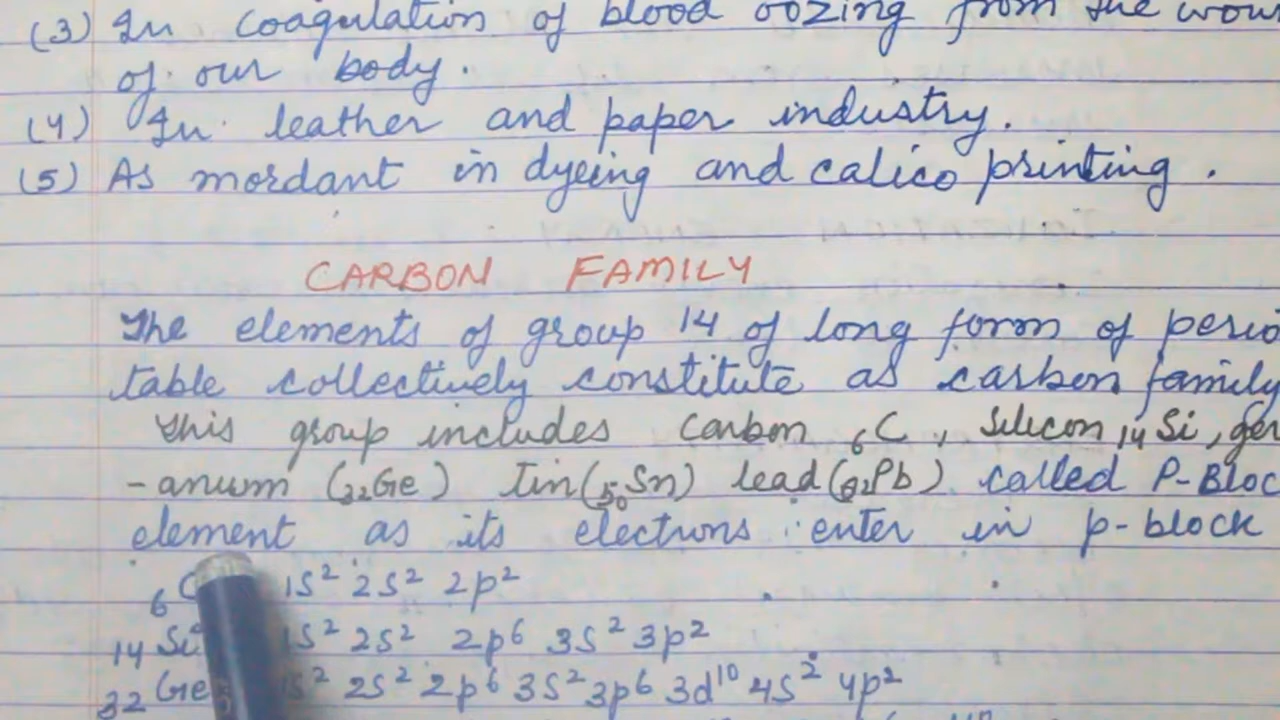 (3) In coagulation of blood oozing from the wou
of our body.
(4) In leather and paper industry.
(5) As mordant in dyeing and calico printing.
CARBON FAMILY
The elements of group 14 of long form of perio
table collectively constitute as carbon family
This group includes Carbon ₆C, Silicon ₁₄Si, ger
-anum (₃₂Ge) Tin(₅₀Sn) lead(₈₂Pb) called P-Bloc
element as its electrons enter in p-block
₆C 1s² 2s² 2p²
₁₄Si 1s² 2s² 2p⁶ 3s² 3p²
₃₂Ge 1s² 2s² 2p⁶ 3s² 3p⁶ 3d¹⁰ 4s² 4p²